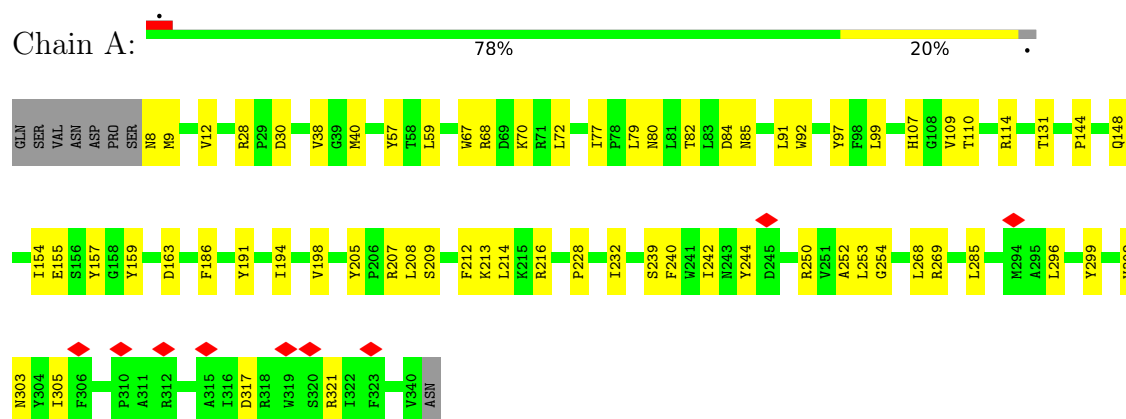 Chain A:
78% 20%
GLN SER VAL ASN ASP PRO SER N8 M9 V12 R28 P29 D30 V38 G39 M40 Y57 T58 L59 W67 R68 D69 K70 R71 L72 I77 P78 L79 N80 L81 T82 L83 D84 N85 L91 W92 Y97 F98 L99 H107 G108 V109 T110 R114 T131 P144 Q148
I154 E155 S156 Y157 G158 Y159 D163 F186 Y191 I194 V198 Y205 P206 R207 L208 S209 F212 K213 L214 K215 R216 P228 I232 S239 F240 W241 I242 N243 Y244 D245 R250 V251 A252 L253 G254 L268 R269 L285 M294 A295 L296 Y299
N303 Y304 I305 F306 P310 A311 R312 A315 I316 D317 R318 W319 S320 R321 I322 F323 V340 ASN